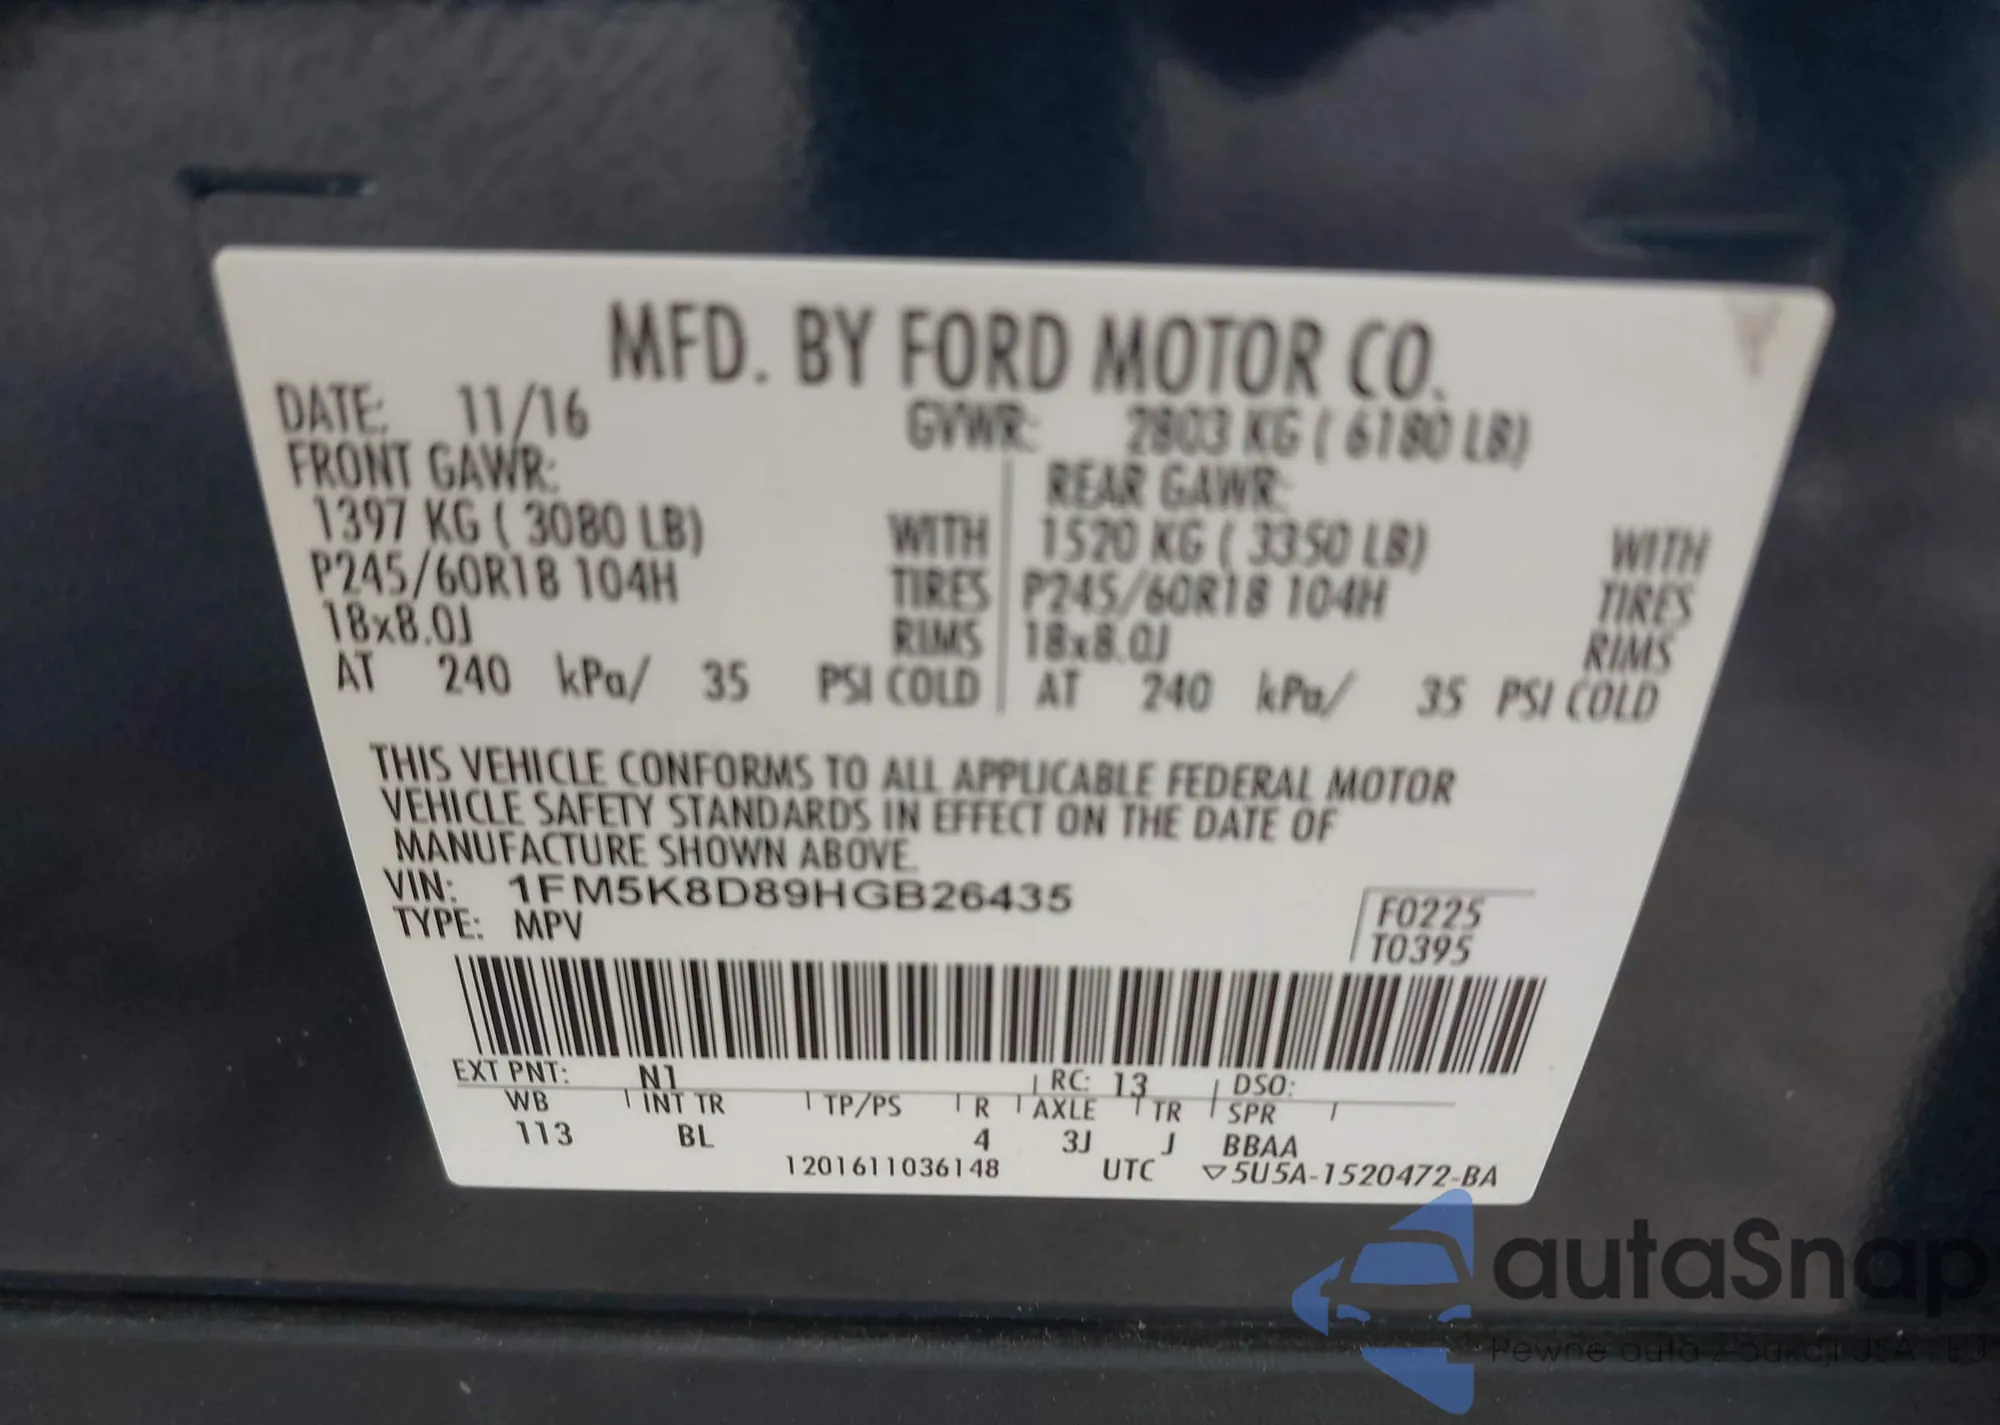 MFD. BY FORD MOTOR CO.
DATE: 11/16 GVWR: 2803 KG ( 6180 LB)
FRONT GAWR: REAR GAWR:
1397 KG ( 3080 LB) WITH 1520 KG ( 3350 LB) WITH
P245/60R18 104H TIRES P245/60R18 104H TIRES
18x8.0J RIMS 18x8.0J RIMS
AT 240 kPa/ 35 PSI COLD AT 240 kPa/ 35 PSI COLD
THIS VEHICLE CONFORMS TO ALL APPLICABLE FEDERAL MOTOR
VEHICLE SAFETY STANDARDS IN EFFECT ON THE DATE OF
MANUFACTURE SHOWN ABOVE.
VIN: 1FM5K8D89HGB26435
TYPE: MPV
F0225
T0395
EXT PNT: N1 RC: 13 DSO:
WB INT TR TP/PS R AXLE TR SPR
113 BL 4 3J J BBAA
1201611036148 UTC ▽5U5A-1520472-BA
autaSnap
Pewne auta z aukcji USA i EU